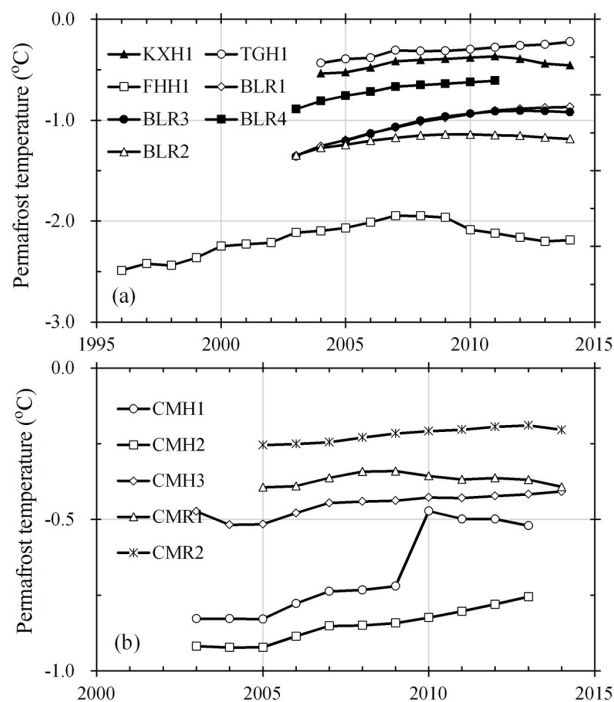 0.0
-1.0
-2.0
-3.0
Permafrost temperature (°C)
KXH1 TGH1
FHH1 BLR1
BLR3 BLR4
BLR2
(a)
1995 2000 2005 2010 2015
0.0
-0.5
-1.0
Permafrost temperature (°C)
CMH1
CMH2
CMH3
CMR1
CMR2
(b)
2000 2005 2010 2015